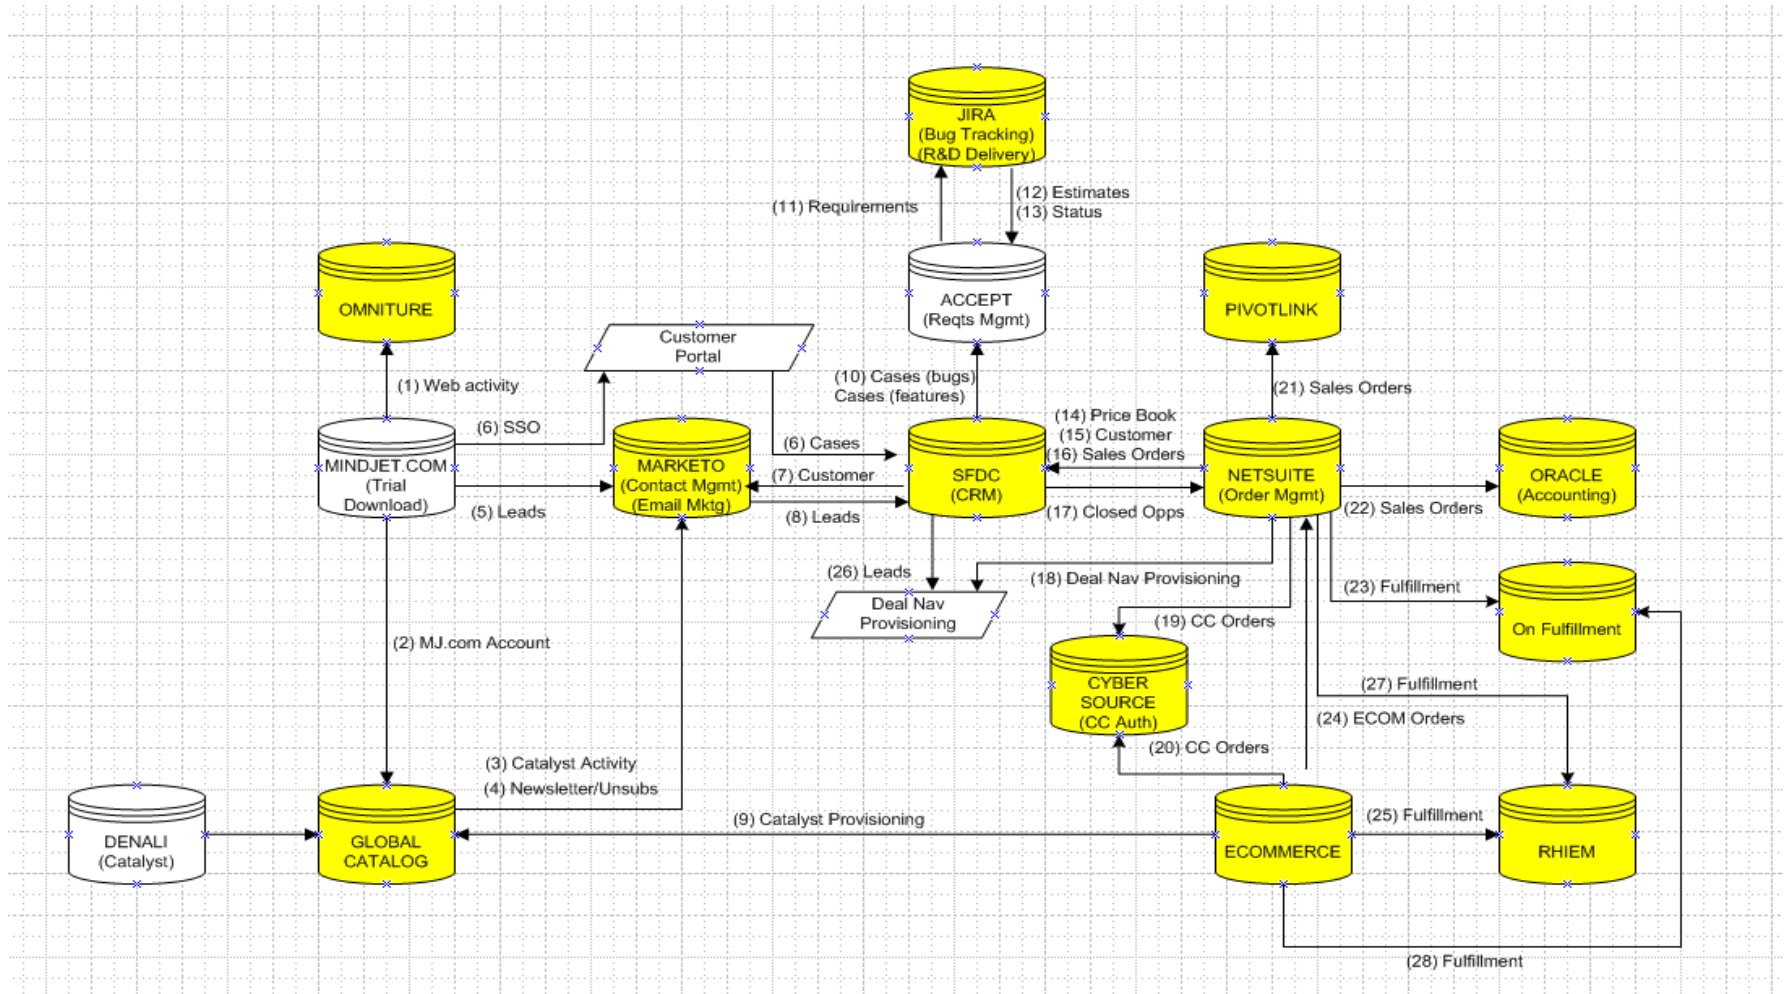 JIRA
(Bug Tracking)
(R&D Delivery)
(11) Requirements
(12) Estimates
(13) Status
OMNITURE
ACCEPT
(Reqts Mgmt)
PIVOTLINK
Customer
Portal
(1) Web activity
(10) Cases (bugs)
Cases (features)
(21) Sales Orders
(6) SSO
(6) Cases
(14) Price Book
(15) Customer
(16) Sales Orders
MINDJET.COM
(Trial
Download)
MARKETO
(Contact Mgmt)
(Email Mktg)
(7) Customer
SFDC
(CRM)
NETSUITE
(Order Mgmt)
ORACLE
(Accounting)
(5) Leads
(8) Leads
(17) Closed Opps
(22) Sales Orders
(26) Leads
(18) Deal Nav Provisioning
(23) Fulfillment
Deal Nav
Provisioning
(19) CC Orders
On Fulfillment
(2) MJ.com Account
CYBER
SOURCE
(CC Auth)
(27) Fulfillment
(24) ECOM Orders
(20) CC Orders
(3) Catalyst Activity
(4) Newsletter/Unsubs
(9) Catalyst Provisioning
(25) Fulfillment
DENALI
(Catalyst)
GLOBAL
CATALOG
ECOMMERCE
RHIEM
(28) Fulfillment